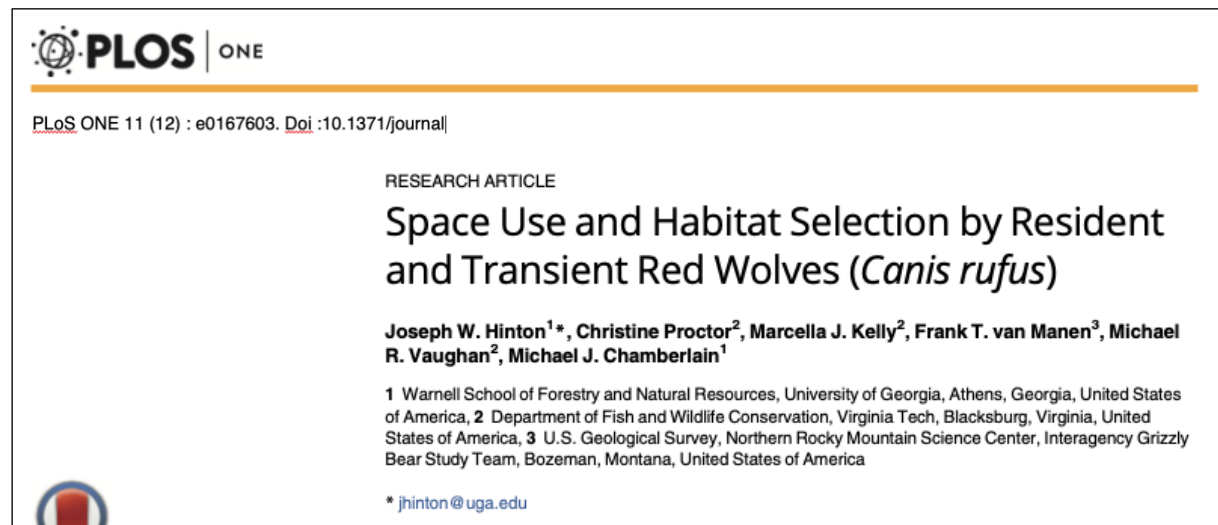 PLOS | ONE
PLoS ONE 11 (12) : e0167603. Doi :10.1371/journal
RESEARCH ARTICLE
Space Use and Habitat Selection by Resident
and Transient Red Wolves (Canis rufus)
Joseph W. Hinton1*, Christine Proctor2, Marcella J. Kelly2, Frank T. van Manen3, Michael
R. Vaughan2, Michael J. Chamberlain1
1 Warnell School of Forestry and Natural Resources, University of Georgia, Athens, Georgia, United States
of America, 2 Department of Fish and Wildlife Conservation, Virginia Tech, Blacksburg, Virginia, United
States of America, 3 U.S. Geological Survey, Northern Rocky Mountain Science Center, Interagency Grizzly
Bear Study Team, Bozeman, Montana, United States of America
* jhinton@uga.edu